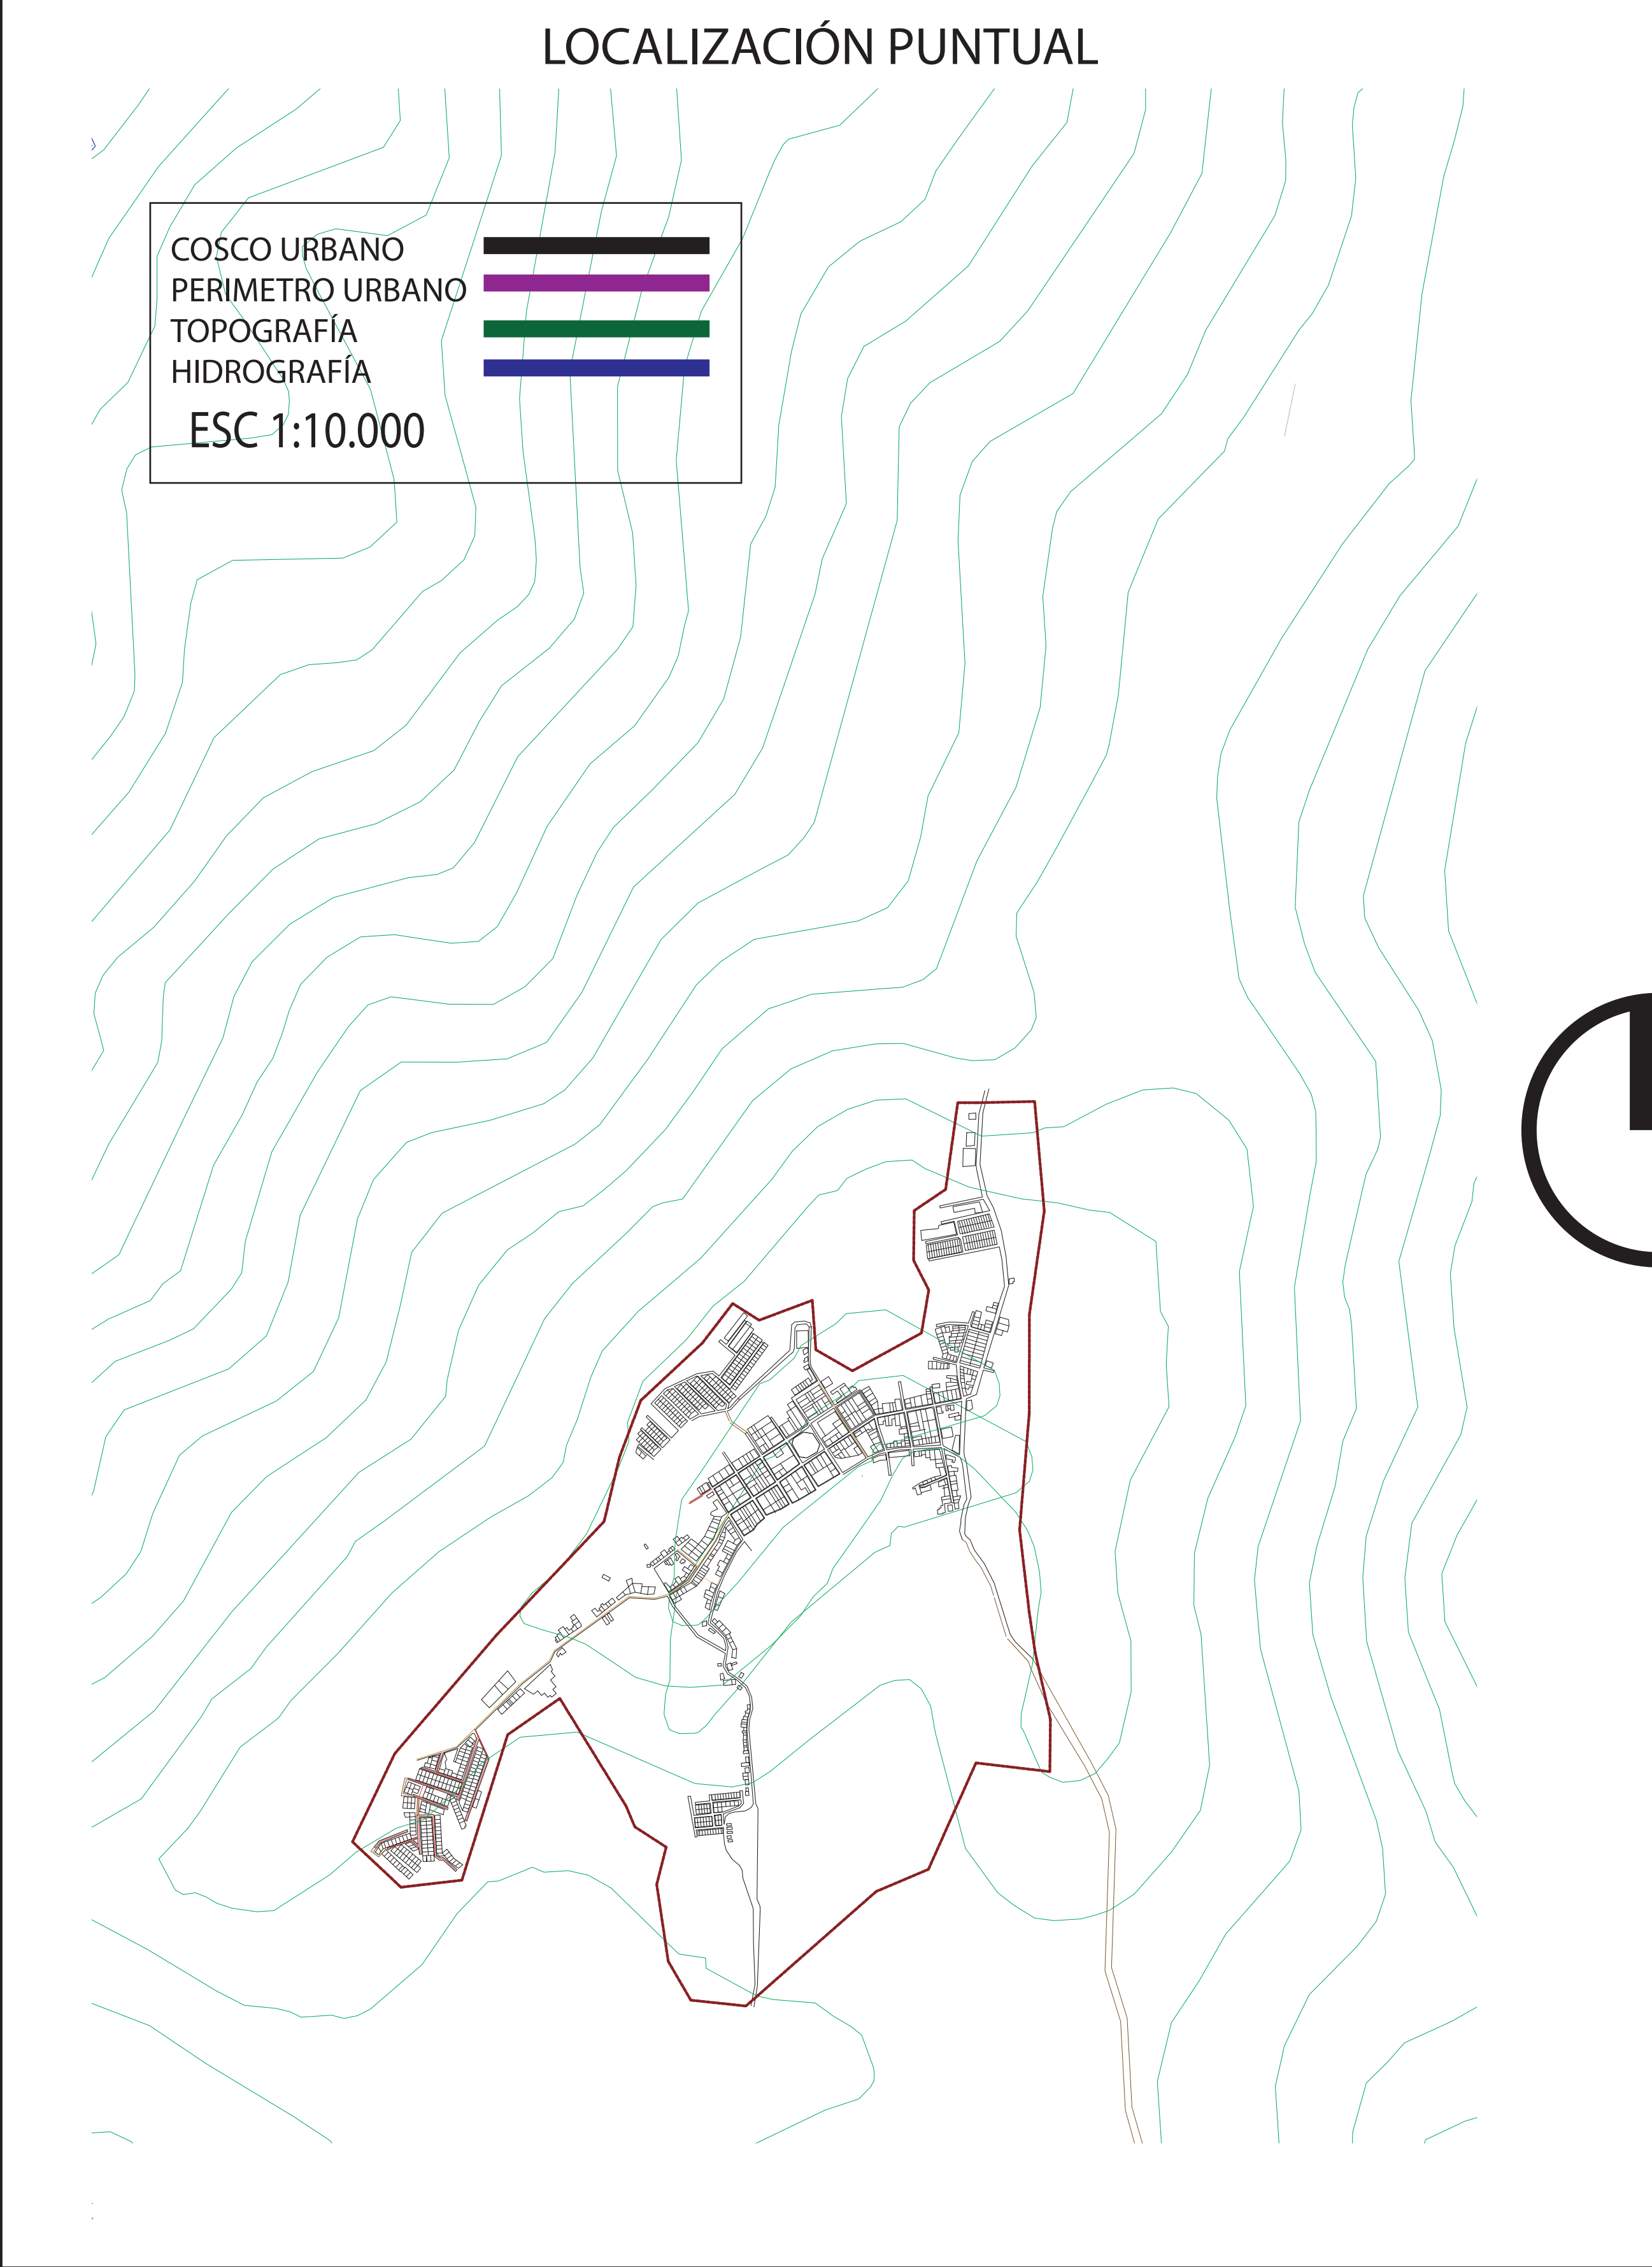 LOCALIZACIÓN PUNTUAL
COSCO URBANO
PERIMETRO URBANO
TOPOGRAFÍA
HIDROGRAFÍA
ESC 1:10.000